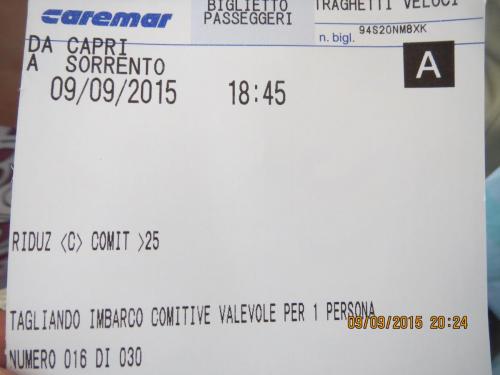 caremar
BIGLIETTO
PASSEGGERI
TRAGHETTI VELOCI
n. bigl. 94S20NM8XK
DA CAPRI
A SORRENTO
A
09/09/2015 18:45
RIDUZ <C> COMIT >25
TAGLIANDO IMBARCO COMITIVE VALEVOLE PER 1 PERSONA
09/09/2015 20:24
NUMERO 016 DI 030